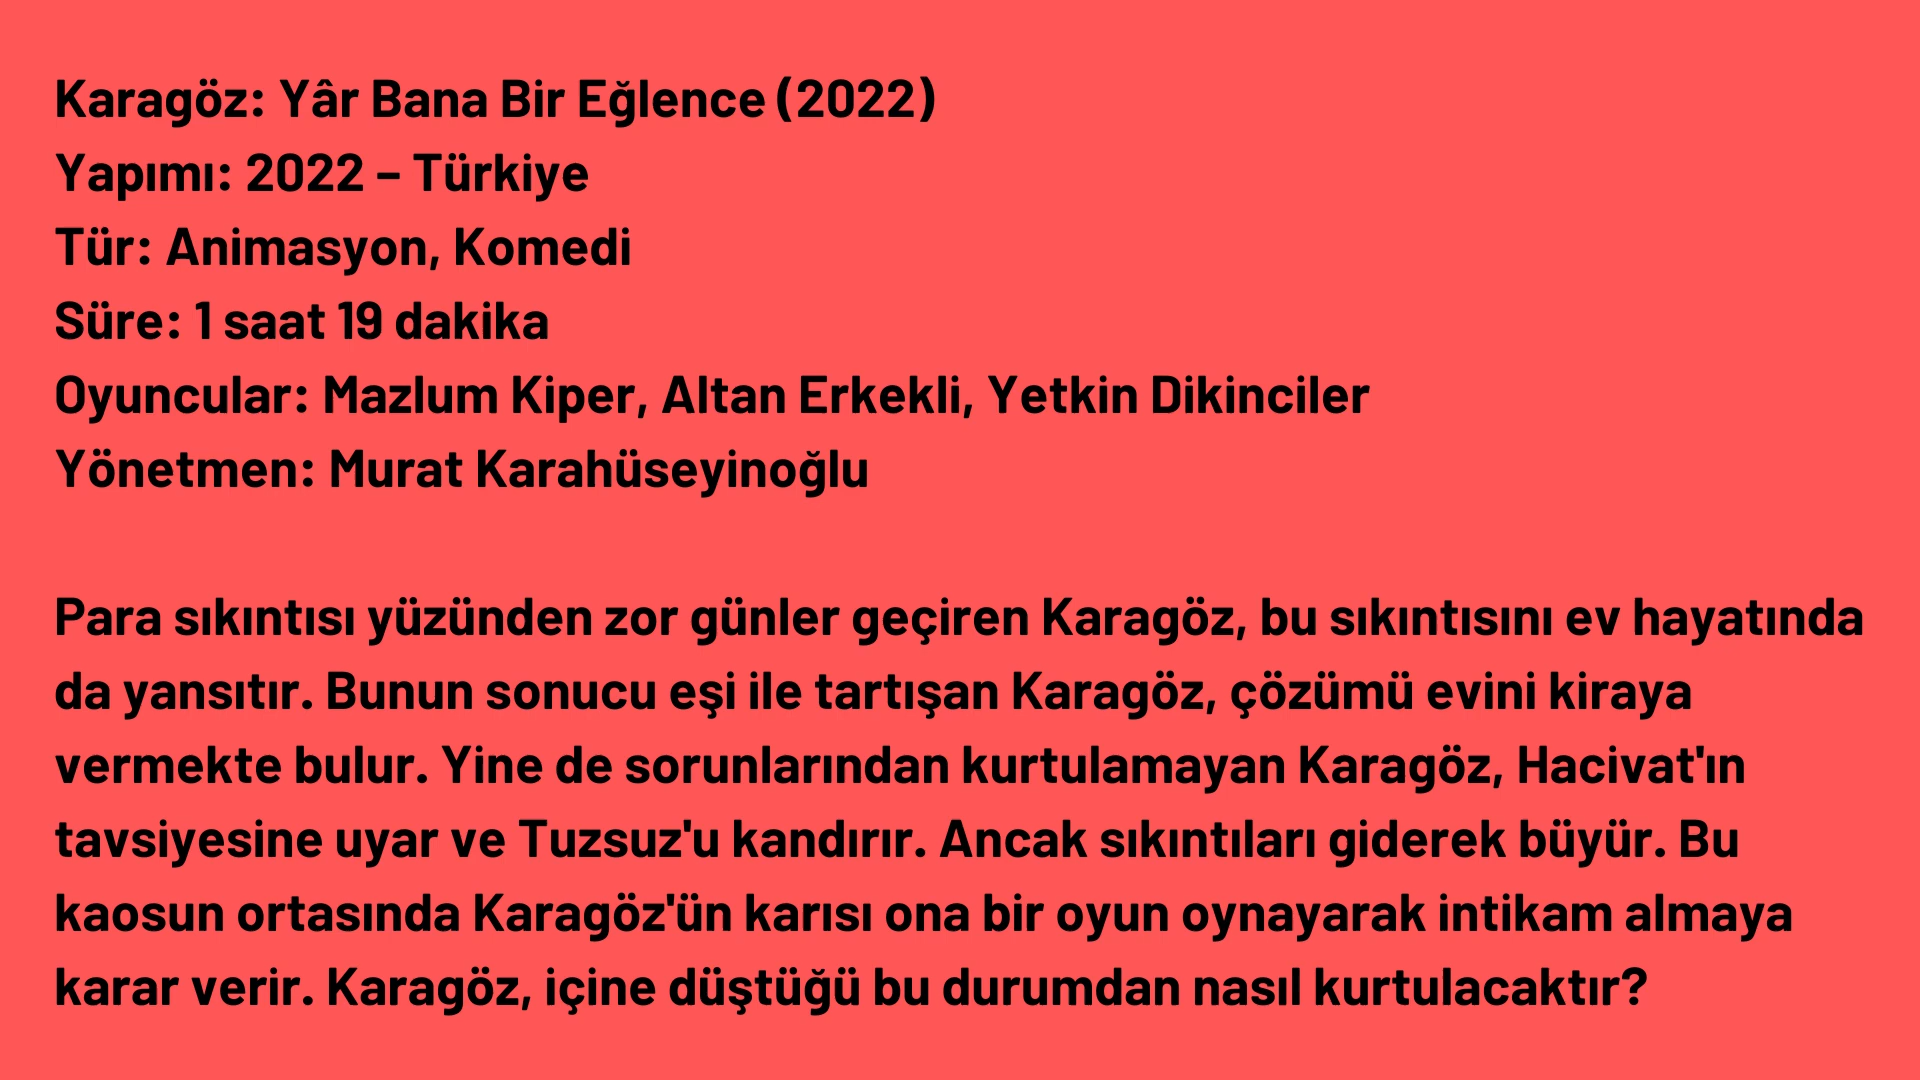 Karagöz: Yâr Bana Bir Eğlence (2022)
Yapımı: 2022 – Türkiye
Tür: Animasyon, Komedi
Süre: 1 saat 19 dakika
Oyuncular: Mazlum Kiper, Altan Erkekli, Yetkin Dikinciler
Yönetmen: Murat Karahüseyinoğlu
Para sıkıntısı yüzünden zor günler geçiren Karagöz, bu sıkıntısını ev hayatında
da yansıtır. Bunun sonucu eşi ile tartışan Karagöz, çözümü evini kiraya
vermekte bulur. Yine de sorunlarından kurtulamayan Karagöz, Hacivat'ın
tavsiyesine uyar ve Tuzsuz'u kandırır. Ancak sıkıntıları giderek büyür. Bu
kaosun ortasında Karagöz'ün karısı ona bir oyun oynayarak intikam almaya
karar verir. Karagöz, içine düştüğü bu durumdan nasıl kurtulacaktır?